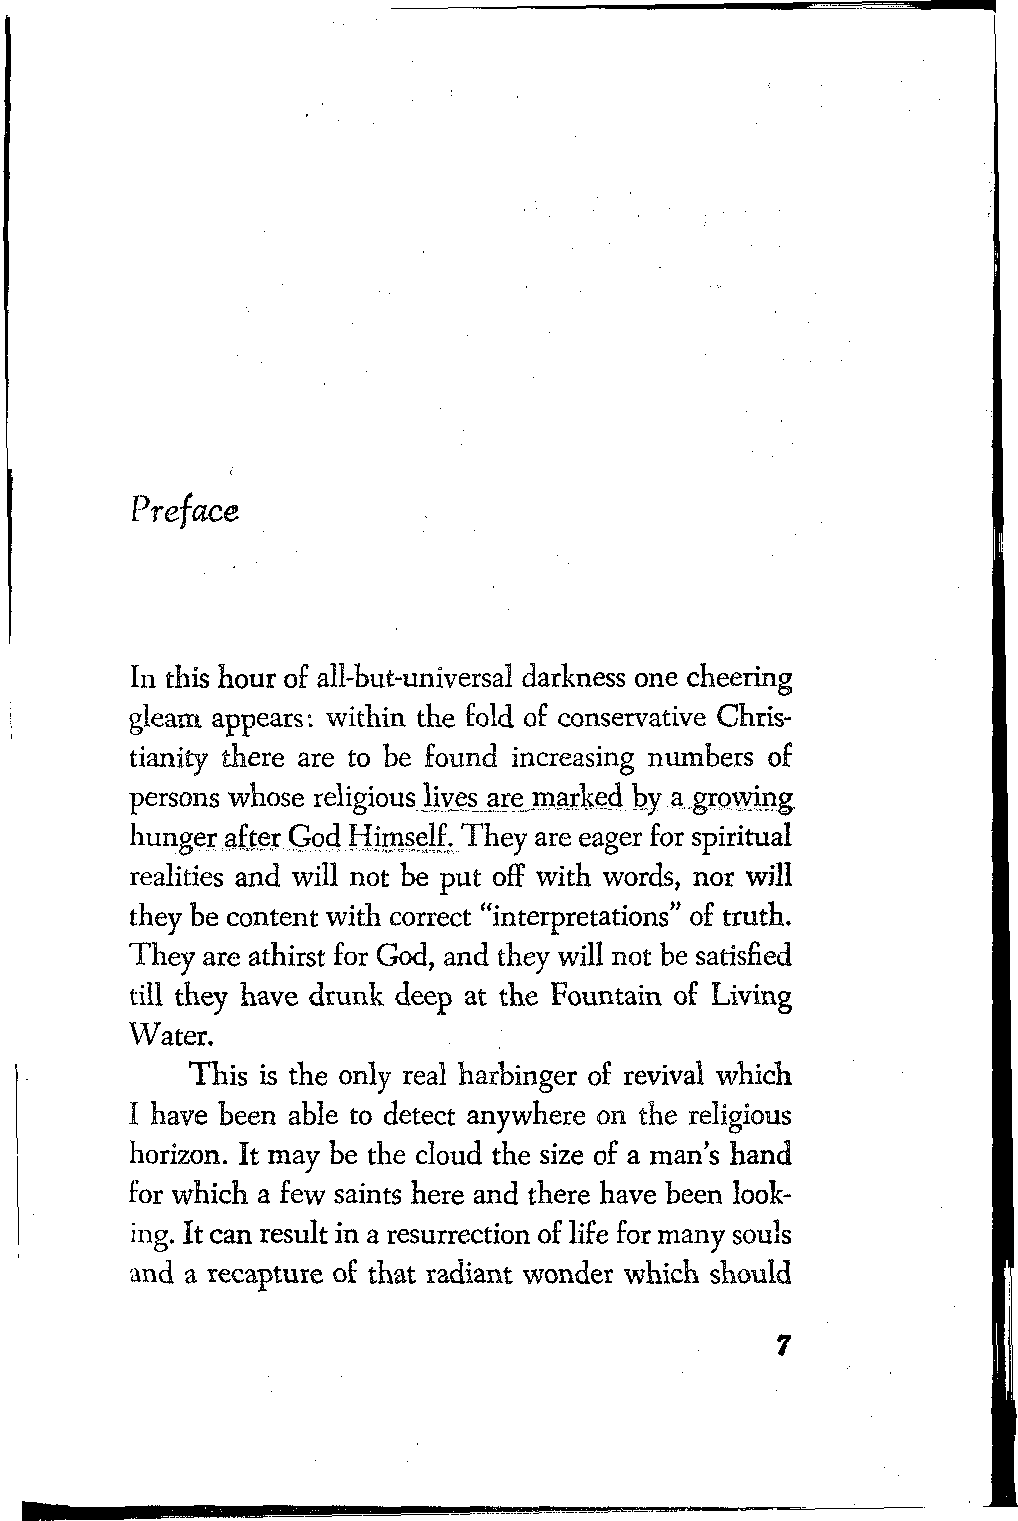 Preface
In this hour of all-but-universal darkness one cheering
gleam appears: within the fold of conservative Chris-
tianity there are to be found increasing numbers of
persons whose religious lives are marked by a growing
hunger after God Himself. They are eager for spiritual
realities and will not be put off with words, nor will
they be content with correct “interpretations” of truth.
They are athirst for God, and they will not be satisfied
till they have drunk deep at the Fountain of Living
Water.
This is the only real harbinger of revival which
I have been able to detect anywhere on the religious
horizon. It may be the cloud the size of a man’s hand
for which a few saints here and there have been look-
ing. It can result in a resurrection of life for many souls
and a recapture of that radiant wonder which should
7